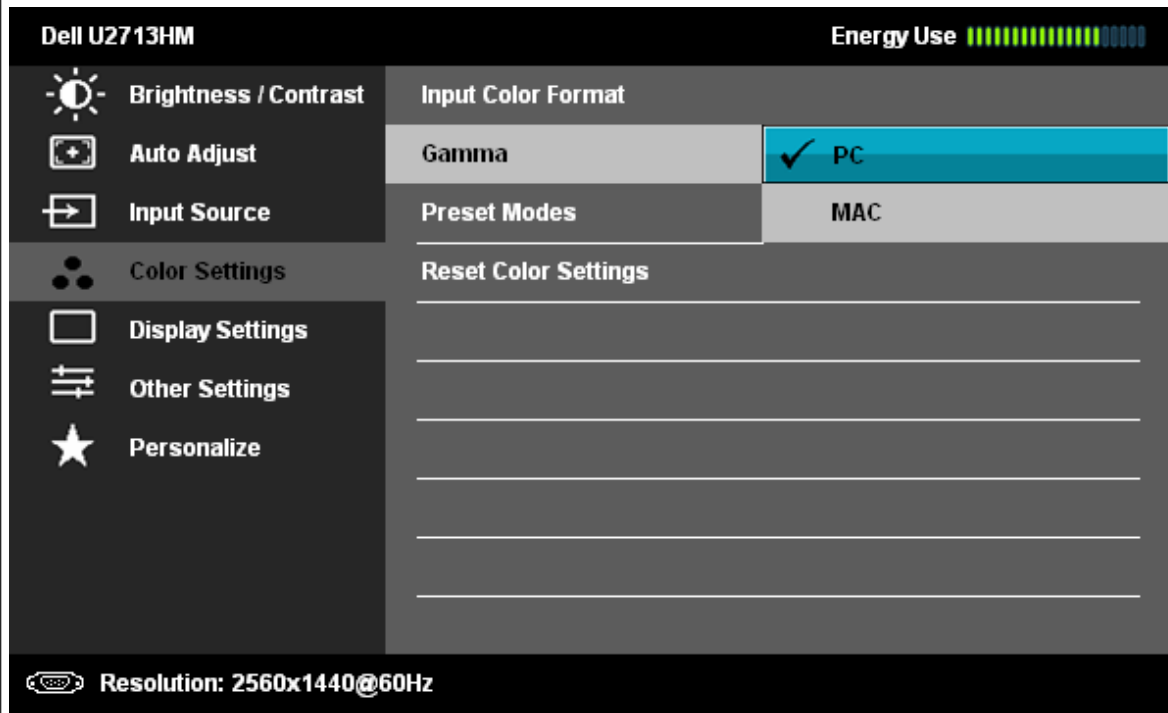 Dell U2713HM
Energy Use
Brightness / Contrast
Auto Adjust
Input Source
Color Settings
Display Settings
Other Settings
Personalize
Input Color Format
Gamma
Preset Modes
Reset Color Settings
PC
MAC
Resolution: 2560x1440@60Hz